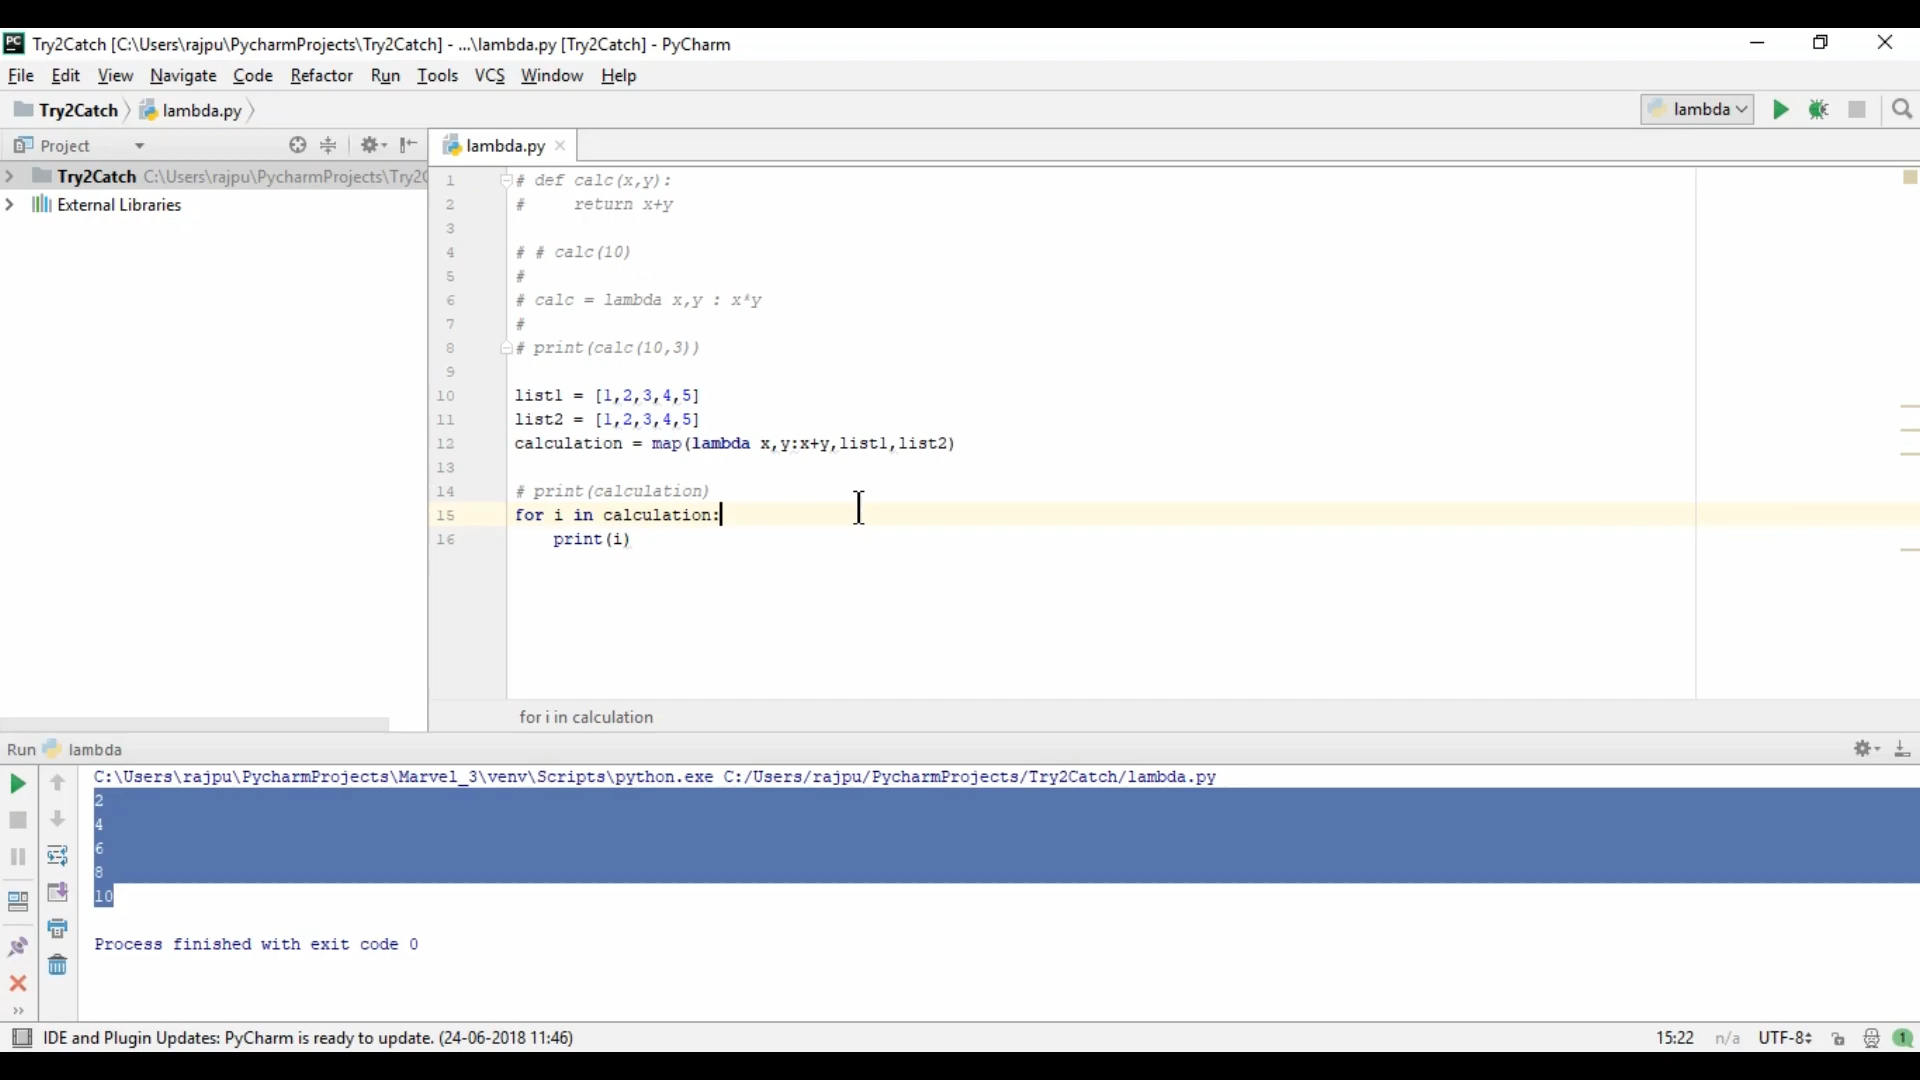 PC Try2Catch [C:\Users\rajpu\PycharmProjects\Try2Catch] - ...\lambda.py [Try2Catch] - PyCharm
File Edit View Navigate Code Refactor Run Tools VCS Window Help
Try2Catch lambda.py lambda
Project lambda.py
Try2Catch C:\Users\rajpu\PycharmProjects\Try2C
External Libraries
1 # def calc(x,y):
2 #     return x+y
3
4 # # calc(10)
5 #
6 # calc = lambda x,y : x*y
7 #
8 # print(calc(10,3))
9
10 list1 = [1,2,3,4,5]
11 list2 = [1,2,3,4,5]
12 calculation = map(lambda x,y:x+y,list1,list2)
13
14 # print(calculation)
15 for i in calculation:
16     print(i)
for i in calculation
Run lambda
C:\Users\rajpu\PycharmProjects\Marvel_3\venv\Scripts\python.exe C:/Users/rajpu/PycharmProjects/Try2Catch/lambda.py
2
4
6
8
10
Process finished with exit code 0
IDE and Plugin Updates: PyCharm is ready to update. (24-06-2018 11:46) 15:22 n/a UTF-8 1